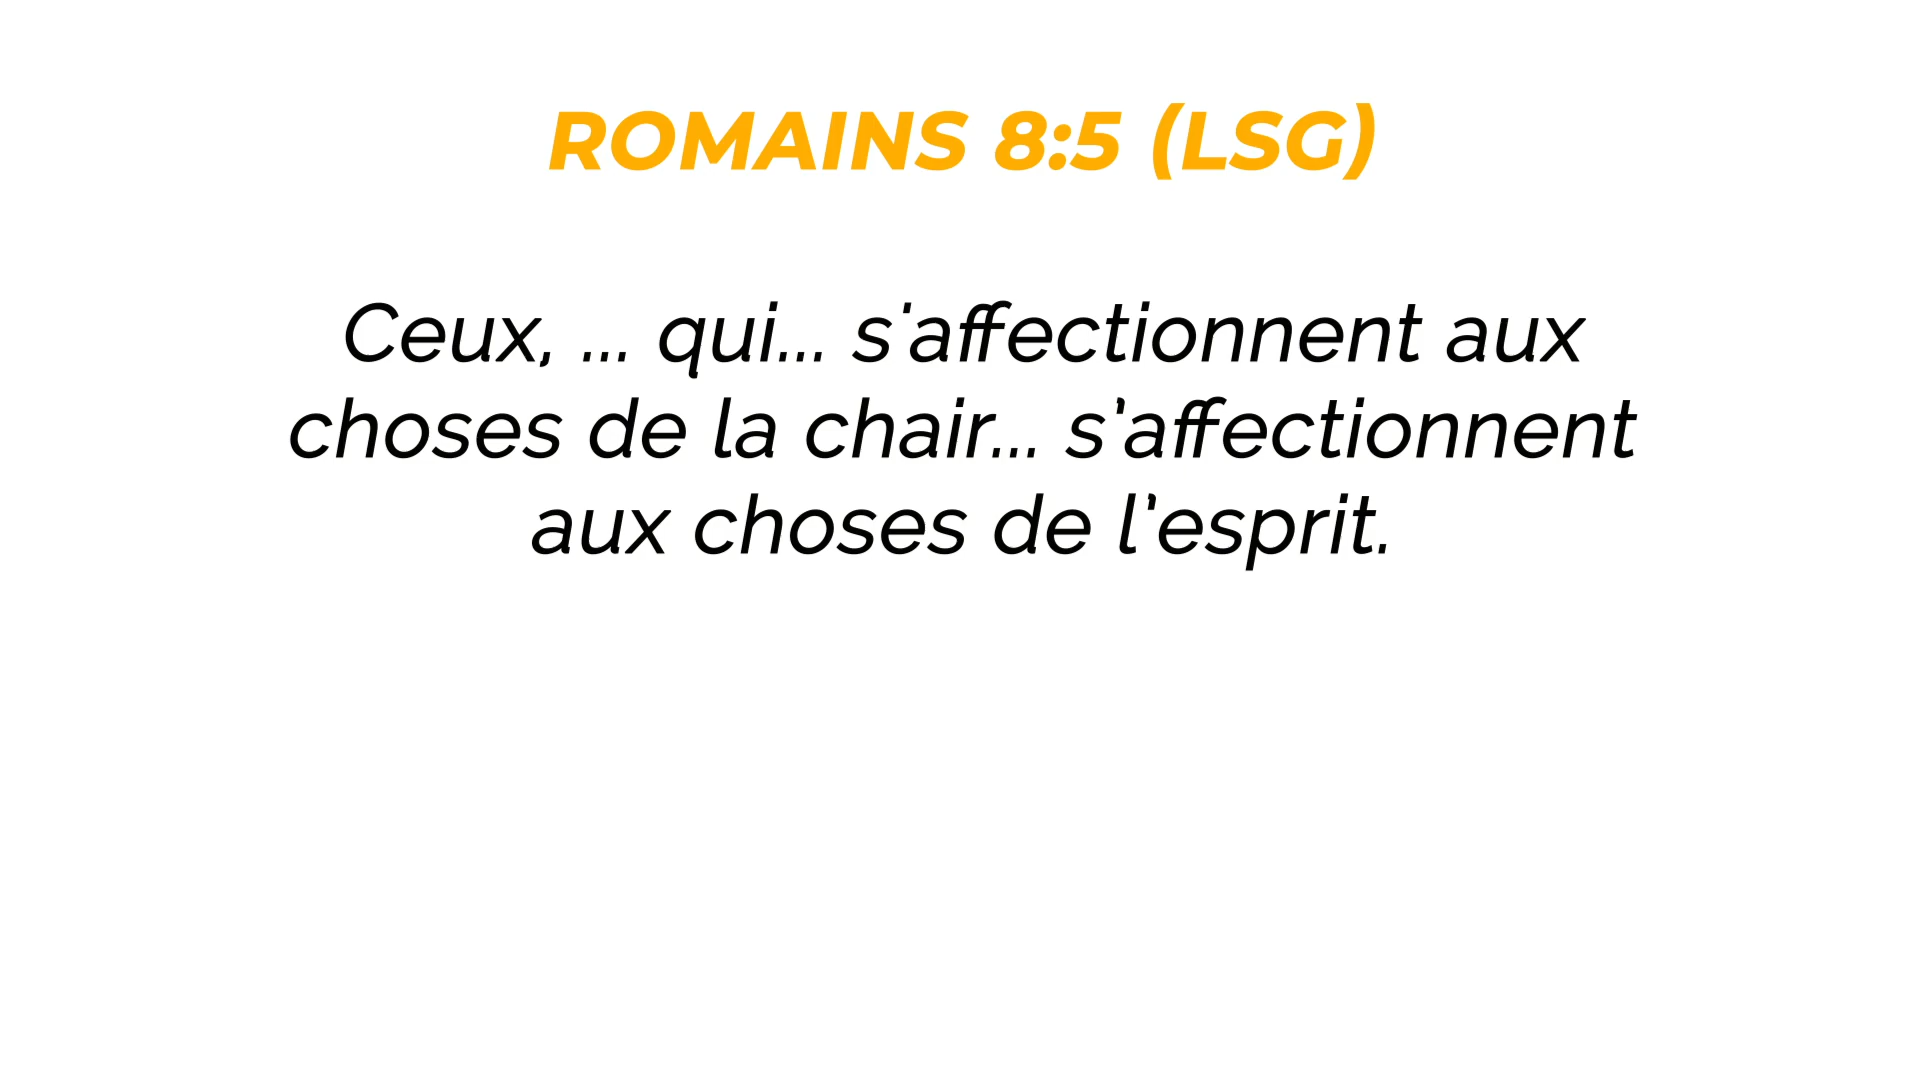 ROMAINS 8:5 (LSG)
Ceux, ... qui... s'affectionnent aux
choses de la chair... s'affectionnent
aux choses de l'esprit.